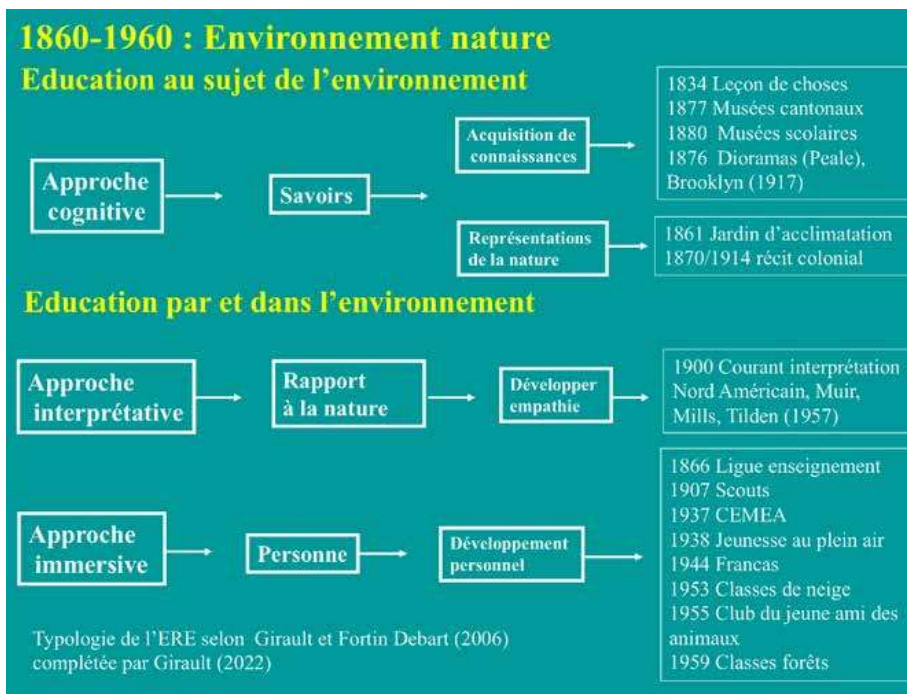 1860-1960 : Environnement nature
Education au sujet de l'environnement
Approche
cognitive
Savoirs
Acquisition de
connaissances
1834 Leçon de choses
1877 Musées cantonaux
1880 Musées scolaires
1876 Dioramas (Peale),
Brooklyn (1917)
Représentations
de la nature
1861 Jardin d'acclimatation
1870/1914 récit colonial
Education par et dans l'environnement
Approche
interprétative
Rapport
à la nature
Développer
empathie
1900 Courant interprétation
Nord Américain, Muir,
Mills, Tilden (1957)
Approche
immersive
Personne
Développement
personnel
1866 Ligue enseignement
1907 Scouts
1937 CEMEA
1938 Jeunesse au plein air
1944 Francas
1953 Classes de neige
1955 Club du jeune ami des
animaux
1959 Classes forêts
Typologie de l'ERE selon Girault et Fortin Debart (2006)
complétée par Girault (2022)